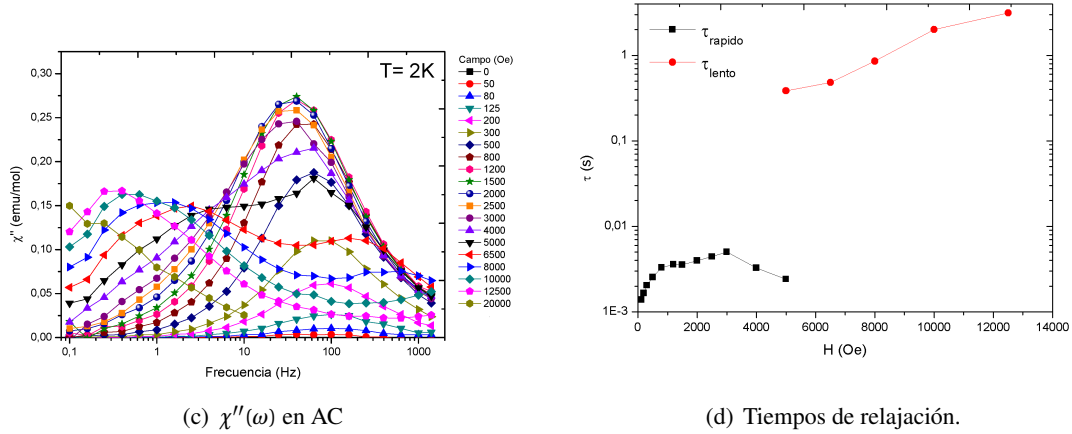 T= 2K
Campo (Oe)
0
50
80
125
200
300
500
800
1200
1500
2000
2500
3000
4000
5000
6500
8000
10000
12500
20000
0,30
0,25
0,20
0,15
0,10
0,05
0,00
χ'' (emu/mol)
0,1 1 10 100 1000
Frecuencia (Hz)
(c) χ''(ω) en AC
d)
τrapido
τlento
1
0,1
0,01
1E-3
τ (s)
0 2000 4000 6000 8000 10000 12000 14000
H (Oe)
(d) Tiempos de relajación.